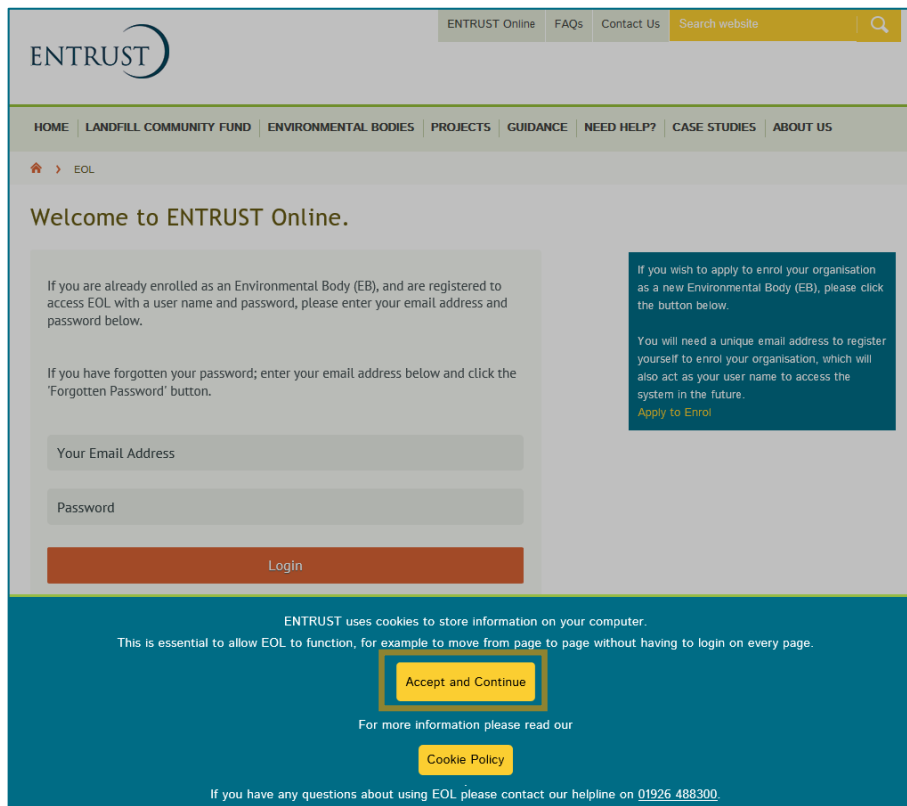 ENTRUST Online FAQs Contact Us Search website
ENTRUST
HOME LANDFILL COMMUNITY FUND ENVIRONMENTAL BODIES PROJECTS GUIDANCE NEED HELP? CASE STUDIES ABOUT US
EOL
Welcome to ENTRUST Online.
If you are already enrolled as an Environmental Body (EB), and are registered to
access EOL with a user name and password, please enter your email address and
password below.
If you have forgotten your password; enter your email address below and click the
'Forgotten Password' button.
Your Email Address
Password
Login
If you wish to apply to enrol your organisation
as a new Environmental Body (EB), please click
the button below.
You will need a unique email address to register
yourself to enrol your organisation, which will
also act as your user name to access the
system in the future.
Apply to Enrol
ENTRUST uses cookies to store information on your computer.
This is essential to allow EOL to function, for example to move from page to page without having to login on every page.
Accept and Continue
For more information please read our
Cookie Policy
.
If you have any questions about using EOL please contact our helpline on 01926 488300.